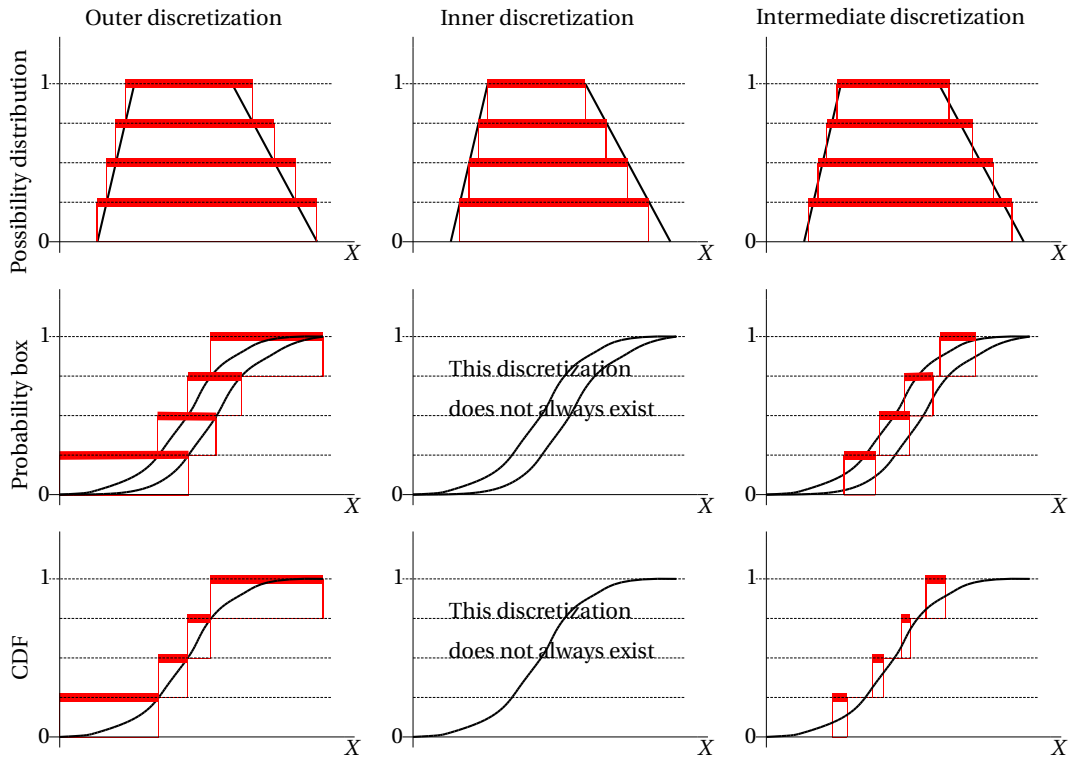 Outer discretization
Inner discretization
Intermediate discretization
Possibility distribution
1
0
X
1
0
X
1
0
X
Probability box
1
0
X
1
This discretization
does not always exist
0
X
1
0
X
CDF
1
0
X
1
This discretization
does not always exist
0
X
1
0
X